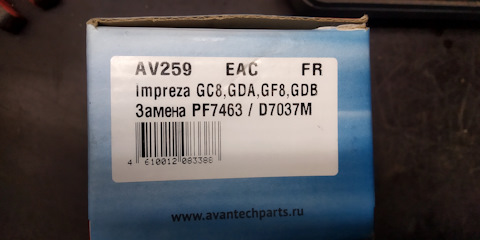 AV259 EAC FR
Impreza GC8,GDA,GF8,GDB
Замена PF7463 / D7037M
4 610012 083386
www.avantechparts.ru